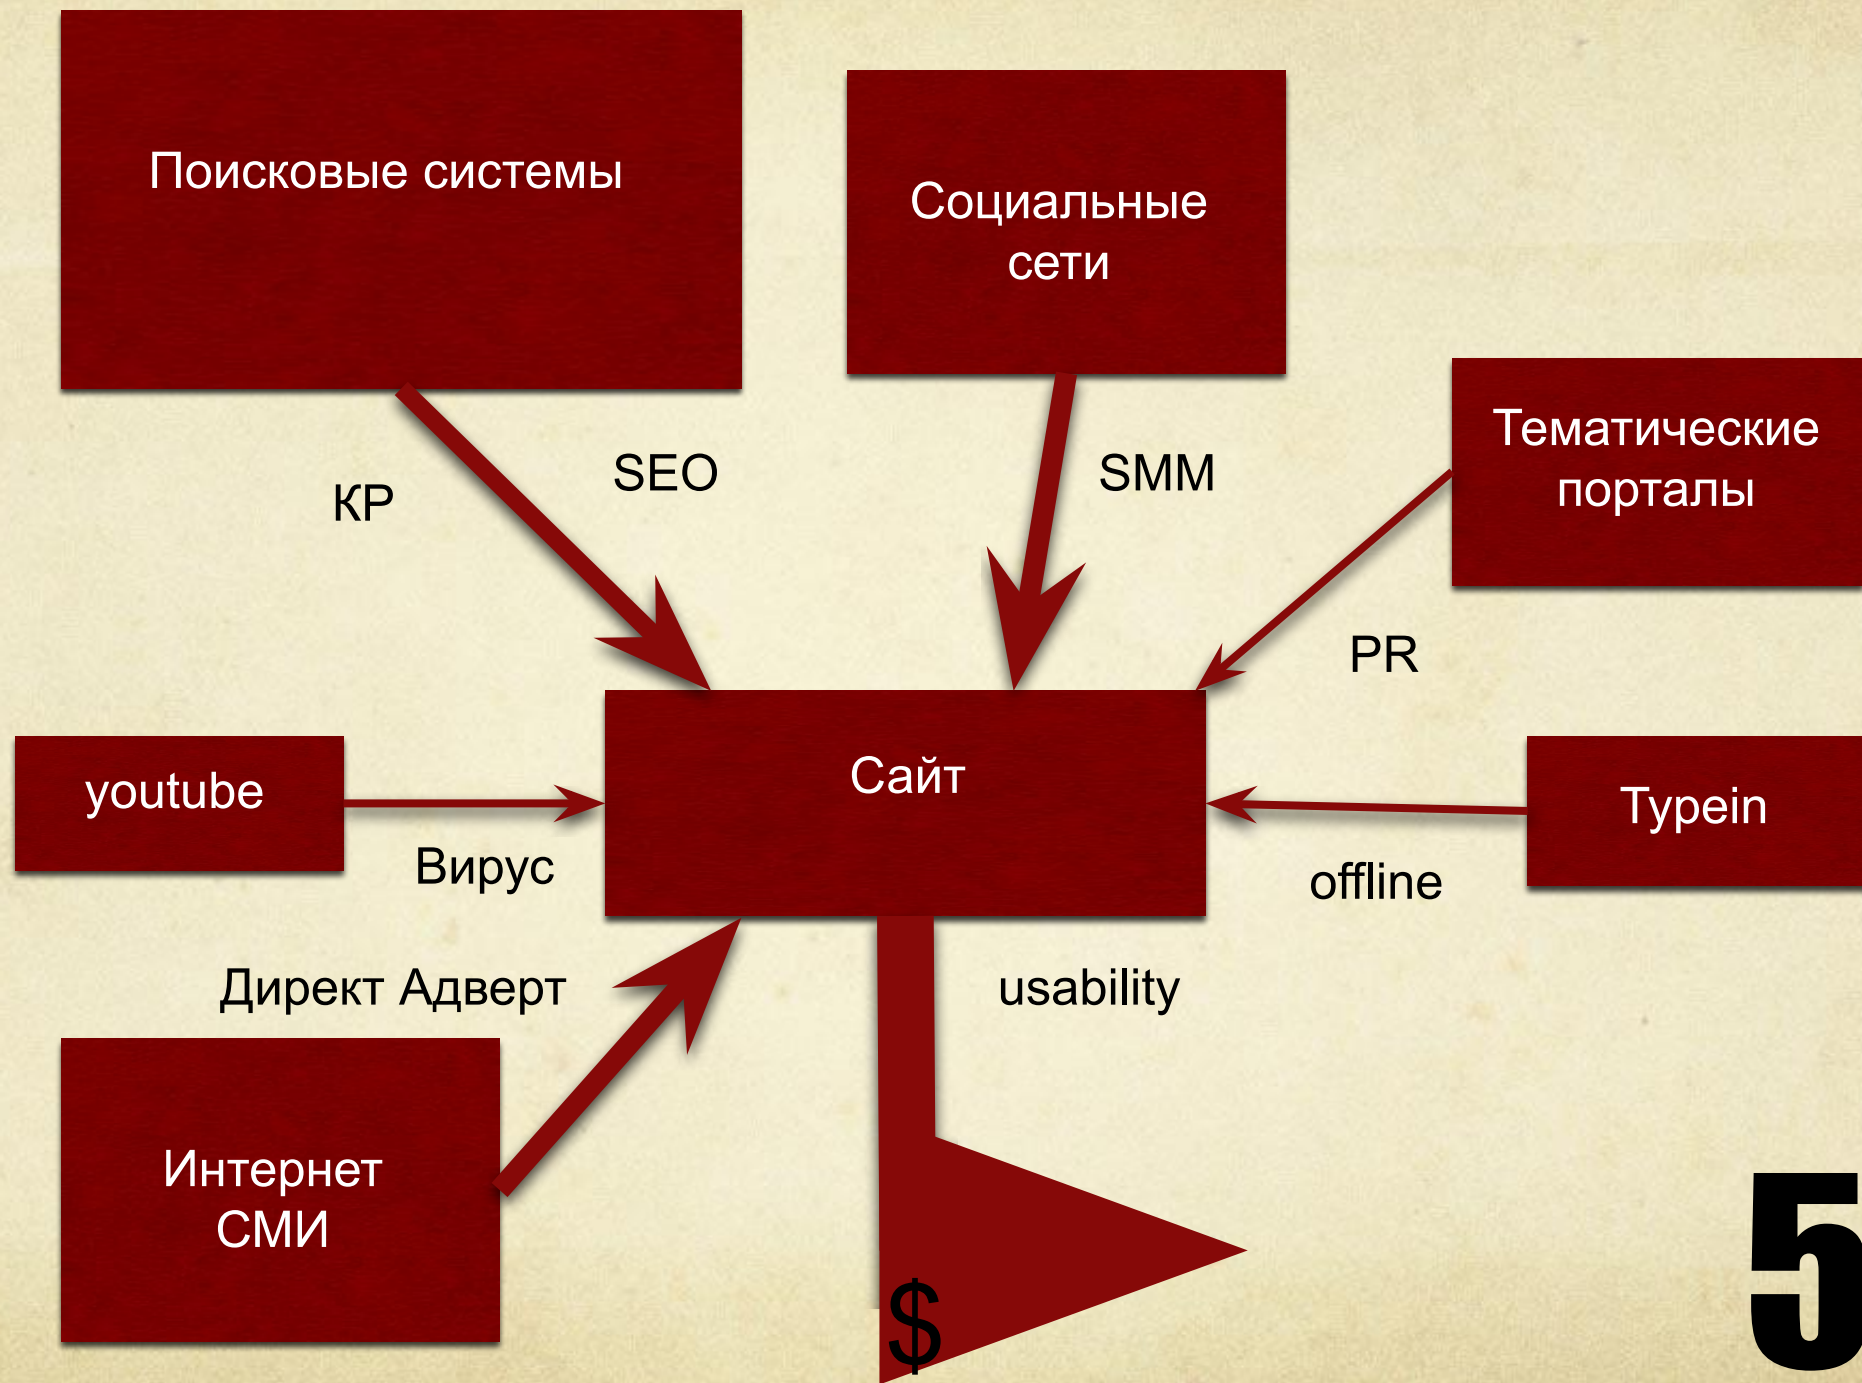 Поисковые системы
Социальные
сети
Тематические
порталы
КР
SEO
SMM
PR
youtube
Сайт
Typein
Вирус
offline
Директ Адверт
usability
Интернет
СМИ
$
5